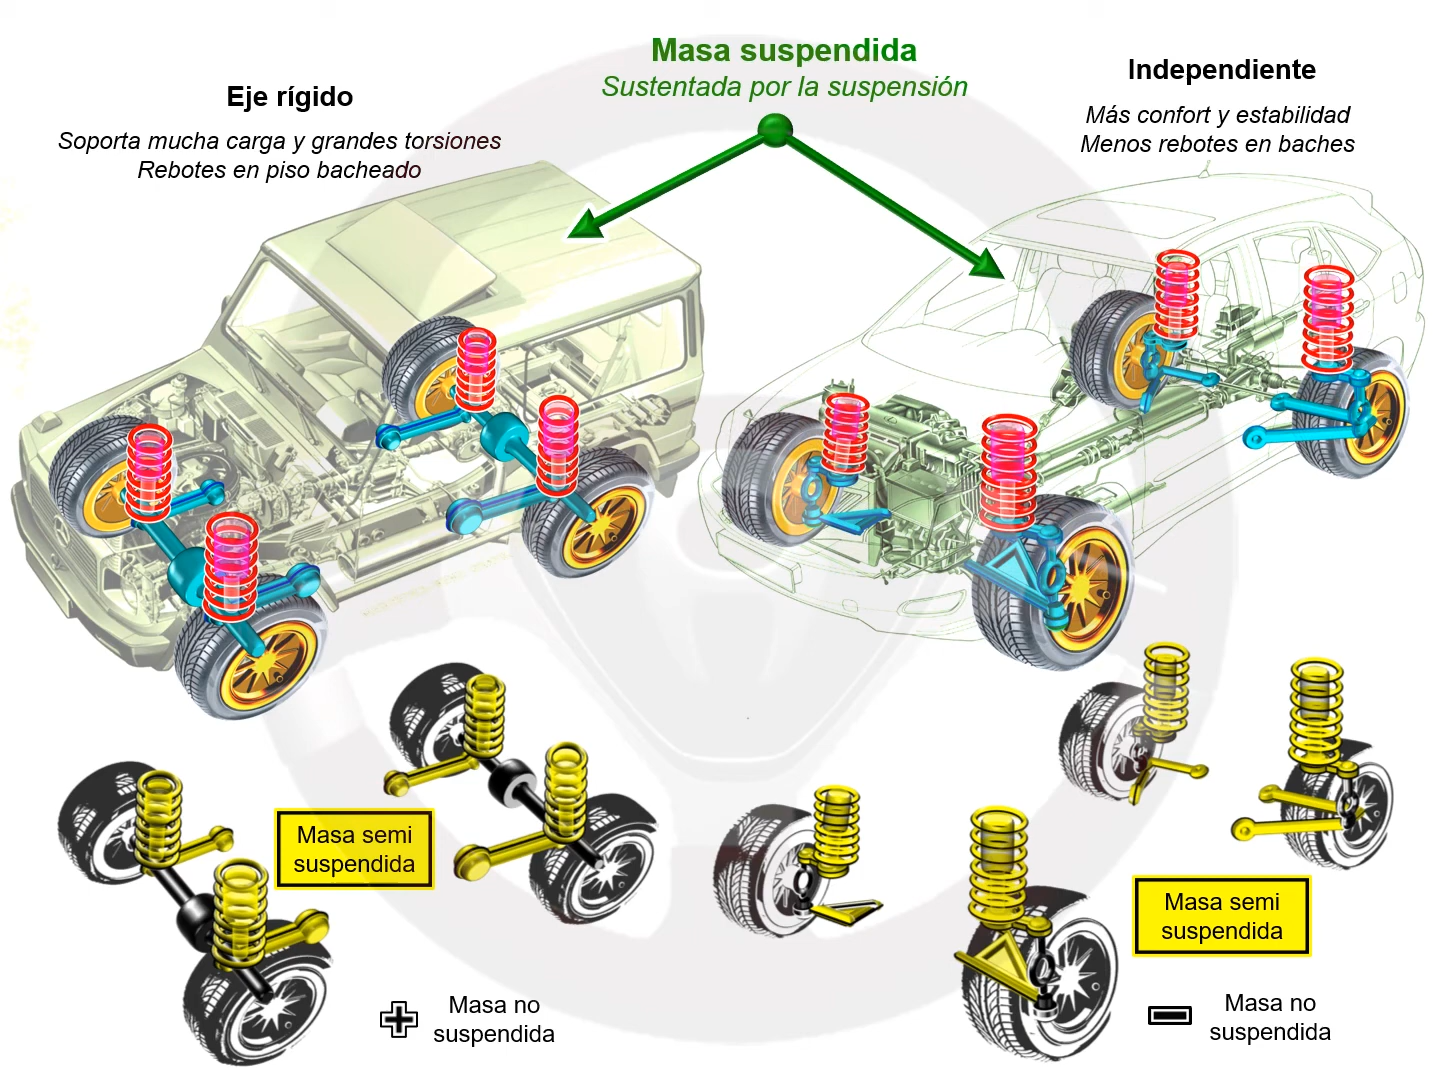 Masa suspendida
Sustentada por la suspensión
Eje rígido
Soporta mucha carga y grandes torsiones
Rebotes en piso bacheado
Independiente
Más confort y estabilidad
Menos rebotes en baches
Masa semi
suspendida
Masa no
suspendida
Masa semi
suspendida
Masa no
suspendida